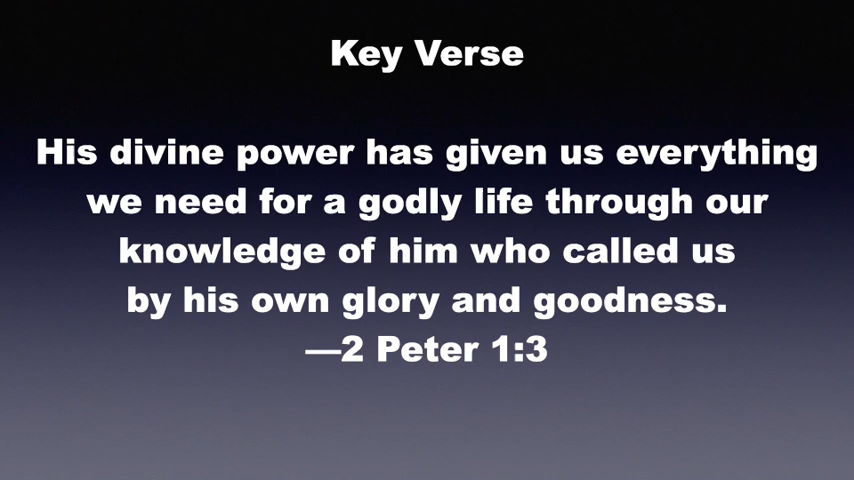 Key Verse
His divine power has given us everything
we need for a godly life through our
knowledge of him who called us
by his own glory and goodness.
—2 Peter 1:3